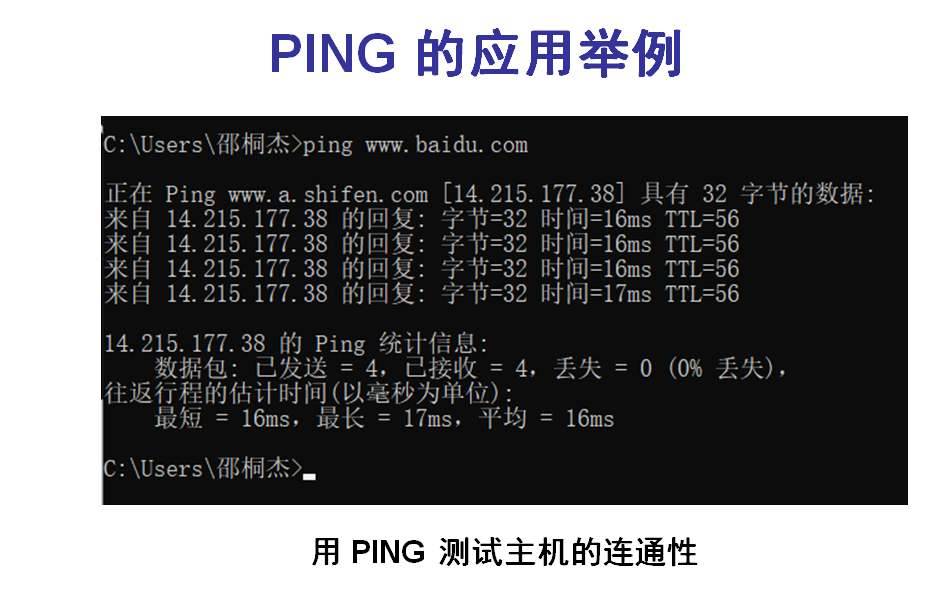 PING 的应用举例
C:\Users\邵桐杰>ping www.baidu.com
正在 Ping www.a.shifen.com [14.215.177.38] 具有 32 字节的数据:
来自 14.215.177.38 的回复: 字节=32 时间=16ms TTL=56
来自 14.215.177.38 的回复: 字节=32 时间=16ms TTL=56
来自 14.215.177.38 的回复: 字节=32 时间=16ms TTL=56
来自 14.215.177.38 的回复: 字节=32 时间=17ms TTL=56
14.215.177.38 的 Ping 统计信息:
数据包: 已发送 = 4，已接收 = 4，丢失 = 0 (0% 丢失)，
往返行程的估计时间(以毫秒为单位):
最短 = 16ms，最长 = 17ms，平均 = 16ms
C:\Users\邵桐杰>
用 PING 测试主机的连通性